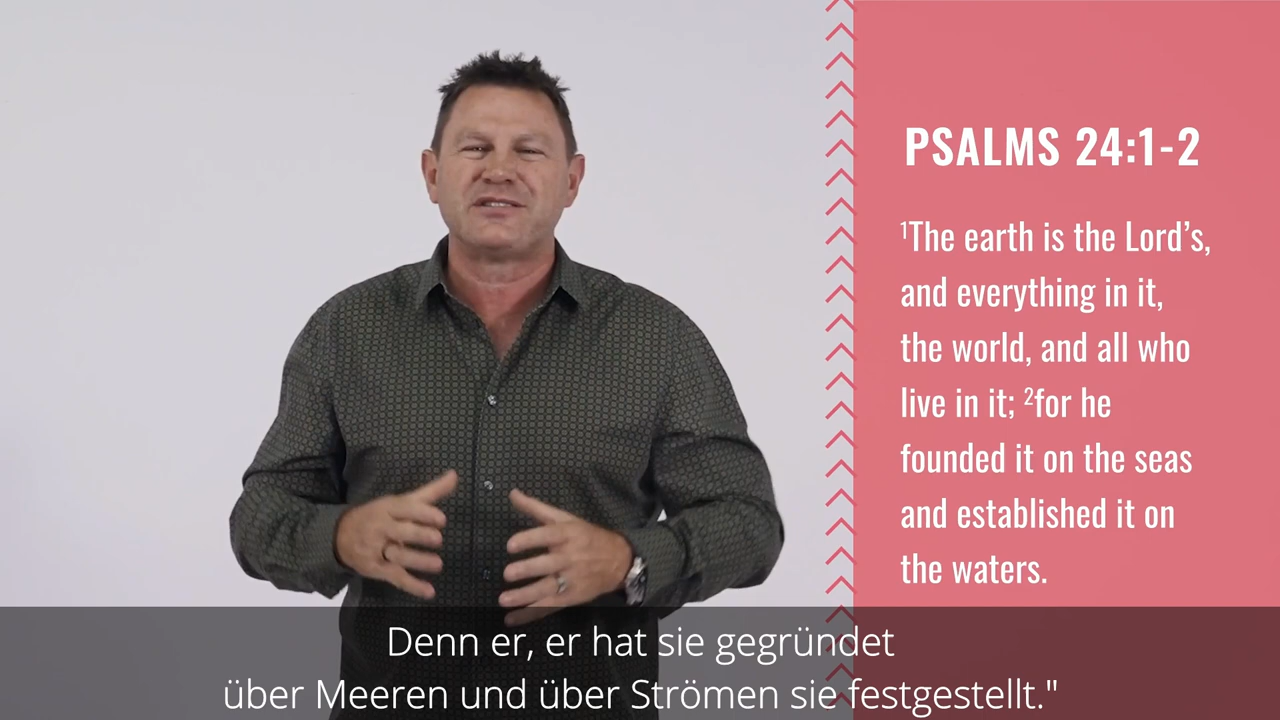 PSALMS 24:1-2
¹The earth is the Lord’s,
and everything in it,
the world, and all who
live in it; ²for he
founded it on the seas
and established it on
the waters.
Denn er, er hat sie gegründet
über Meeren und über Strömen sie festgestellt."